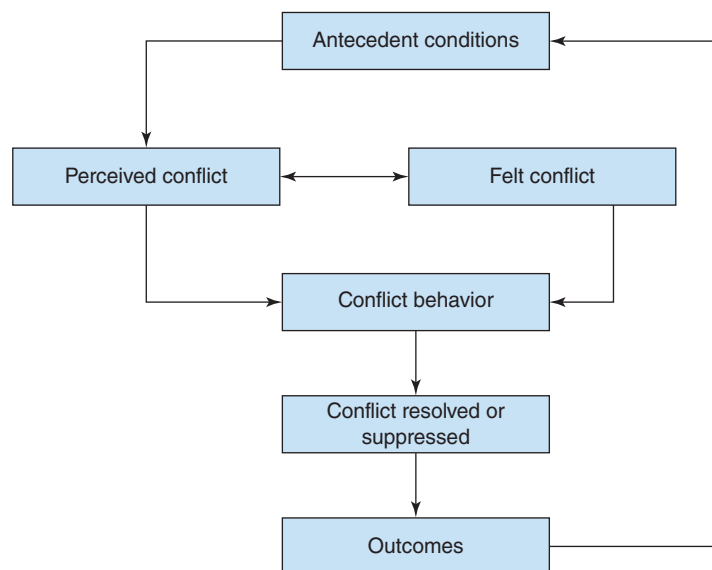 Antecedent conditions
Perceived conflict
Felt conflict
Conflict behavior
Conflict resolved or
suppressed
Outcomes